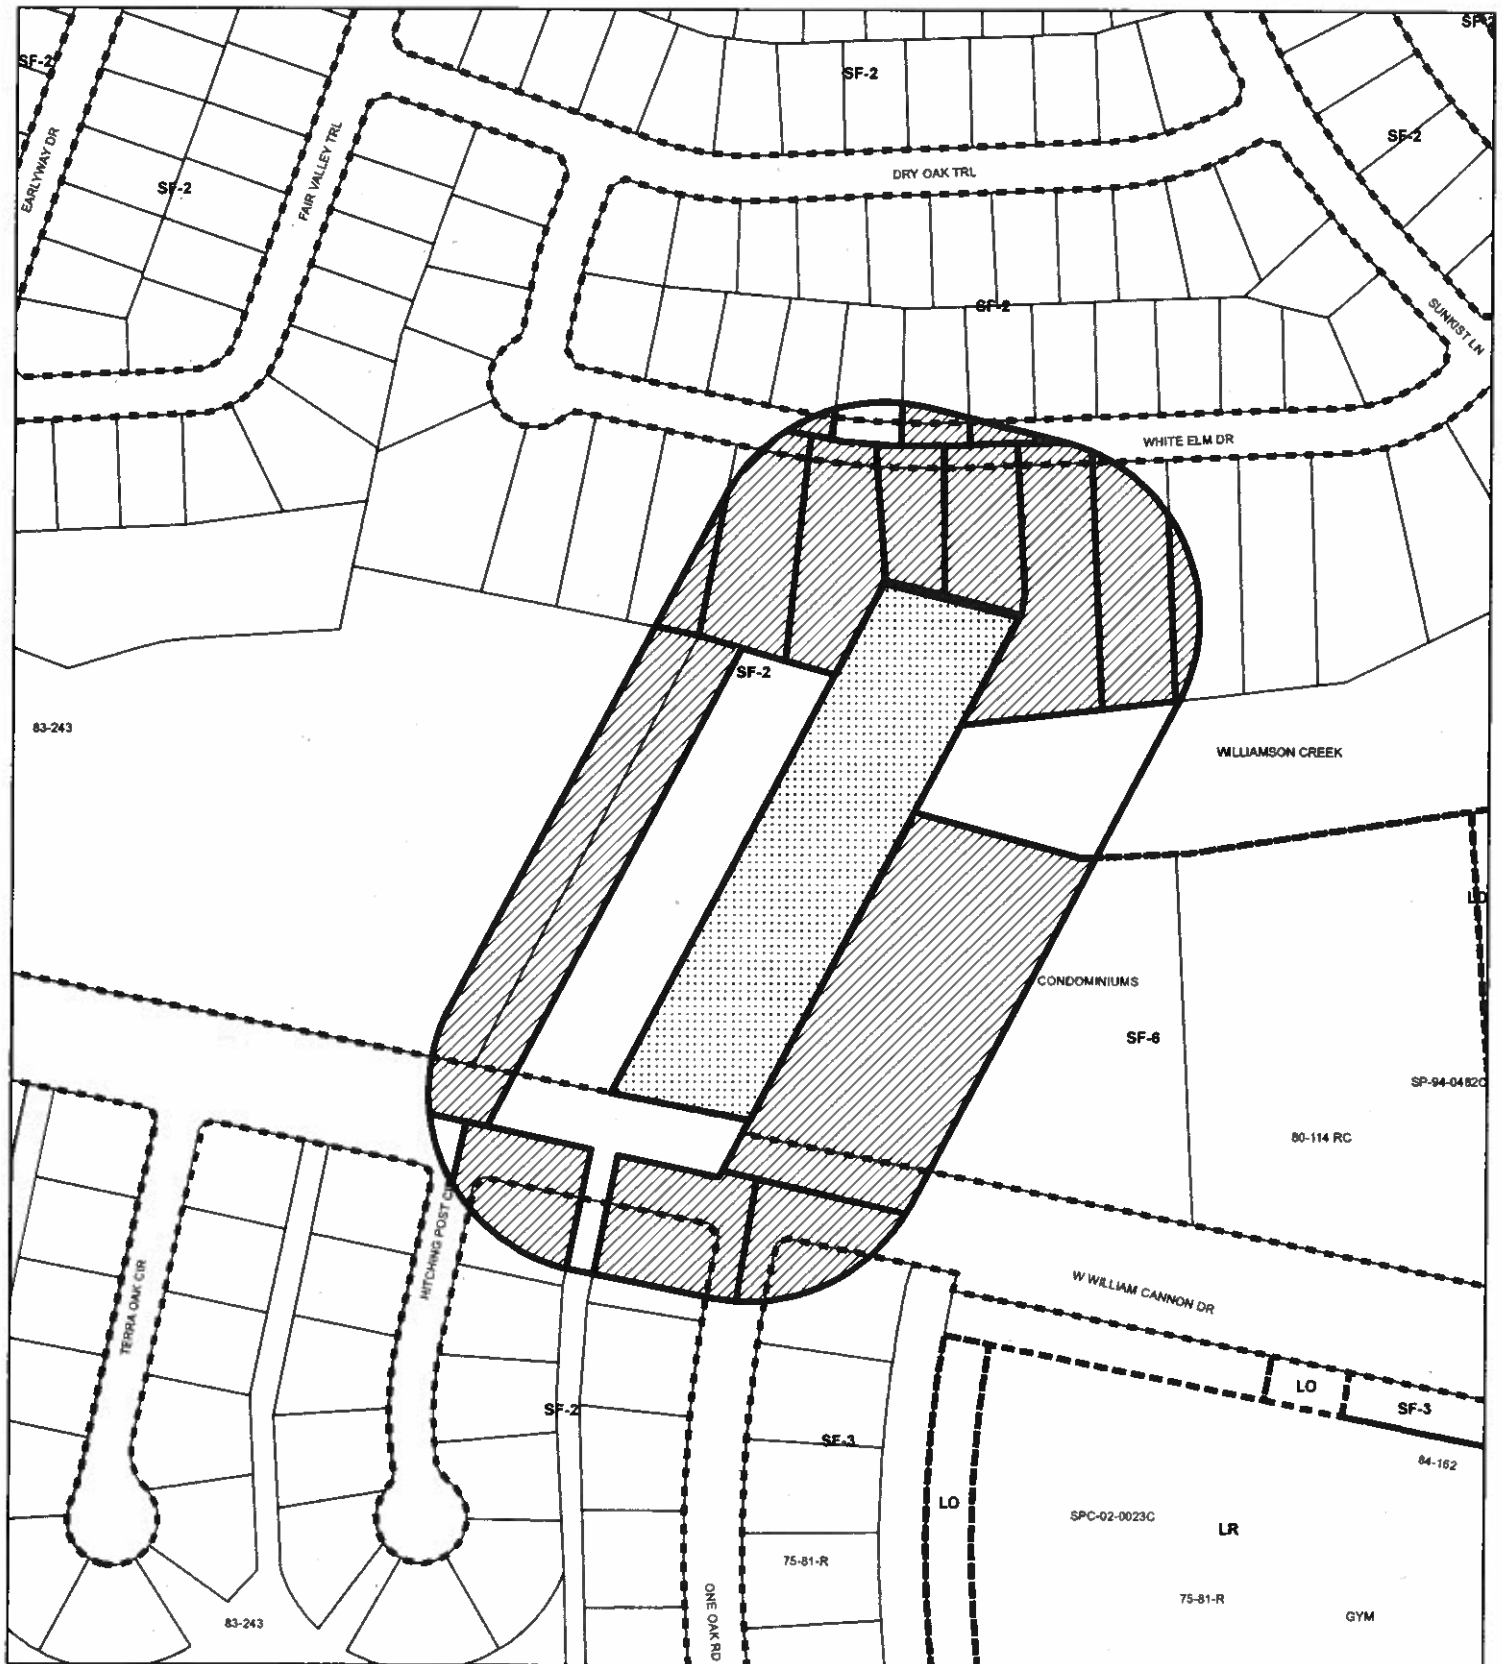 SF-2
SF-2
SF-2
SF-2
EARLYWAY DR
FAIR VALLEY TRL
SF-2
DRY OAK TRL
SF-2
SUNKIST LN
WHITE ELM DR
SF-2
83-243
WILLIAMSON CREEK
LO
CONDOMINIUMS
SF-6
SP-94-0482C
80-114 RC
HITCHING POST CI
TERRA OAK CIR
W WILLIAM CANNON DR
LO
SF-3
SF-2
SF-3
84-162
LO
SPC-02-0023C
LR
75-81-R
ONE OAK RD
75-81-R
83-243
GYM